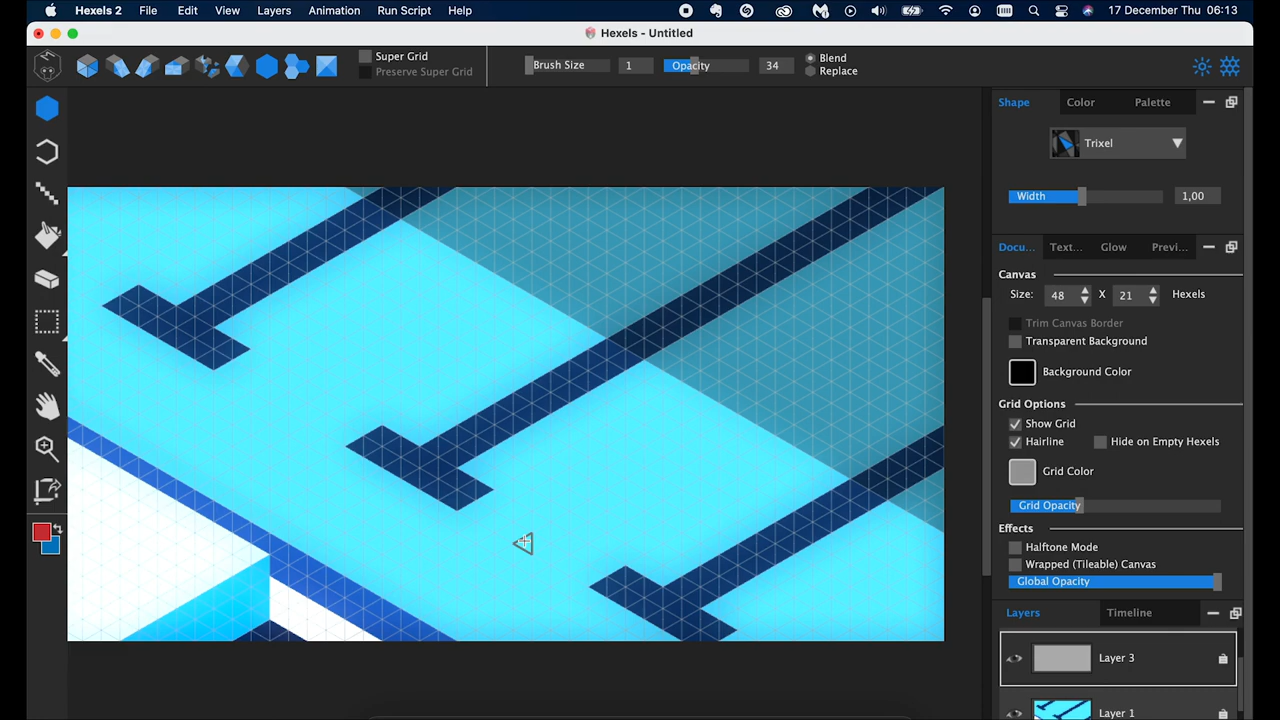 Hexels 2 File Edit View Layers Animation Run Script Help 17 December Thu 06:13
Hexels - Untitled
Super Grid
Preserve Super Grid
Brush Size 1 Opacity 34
Blend
Replace
Shape Color Palette
Trixel
Width 1,00
Docu... Text... Glow Previ...
Canvas
Size: 48 X 21 Hexels
Trim Canvas Border
Transparent Background
Background Color
Grid Options
Show Grid
Hairline Hide on Empty Hexels
Grid Color
Grid Opacity
Effects
Halftone Mode
Wrapped (Tileable) Canvas
Global Opacity
Layers Timeline
Layer 3
Layer 1